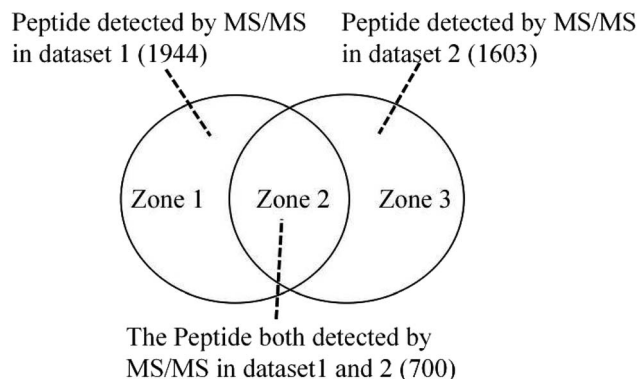 Peptide detected by MS/MS
in dataset 1 (1944)
Peptide detected by MS/MS
in dataset 2 (1603)
Zone 1
Zone 2
Zone 3
The Peptide both detected by
MS/MS in dataset1 and 2 (700)